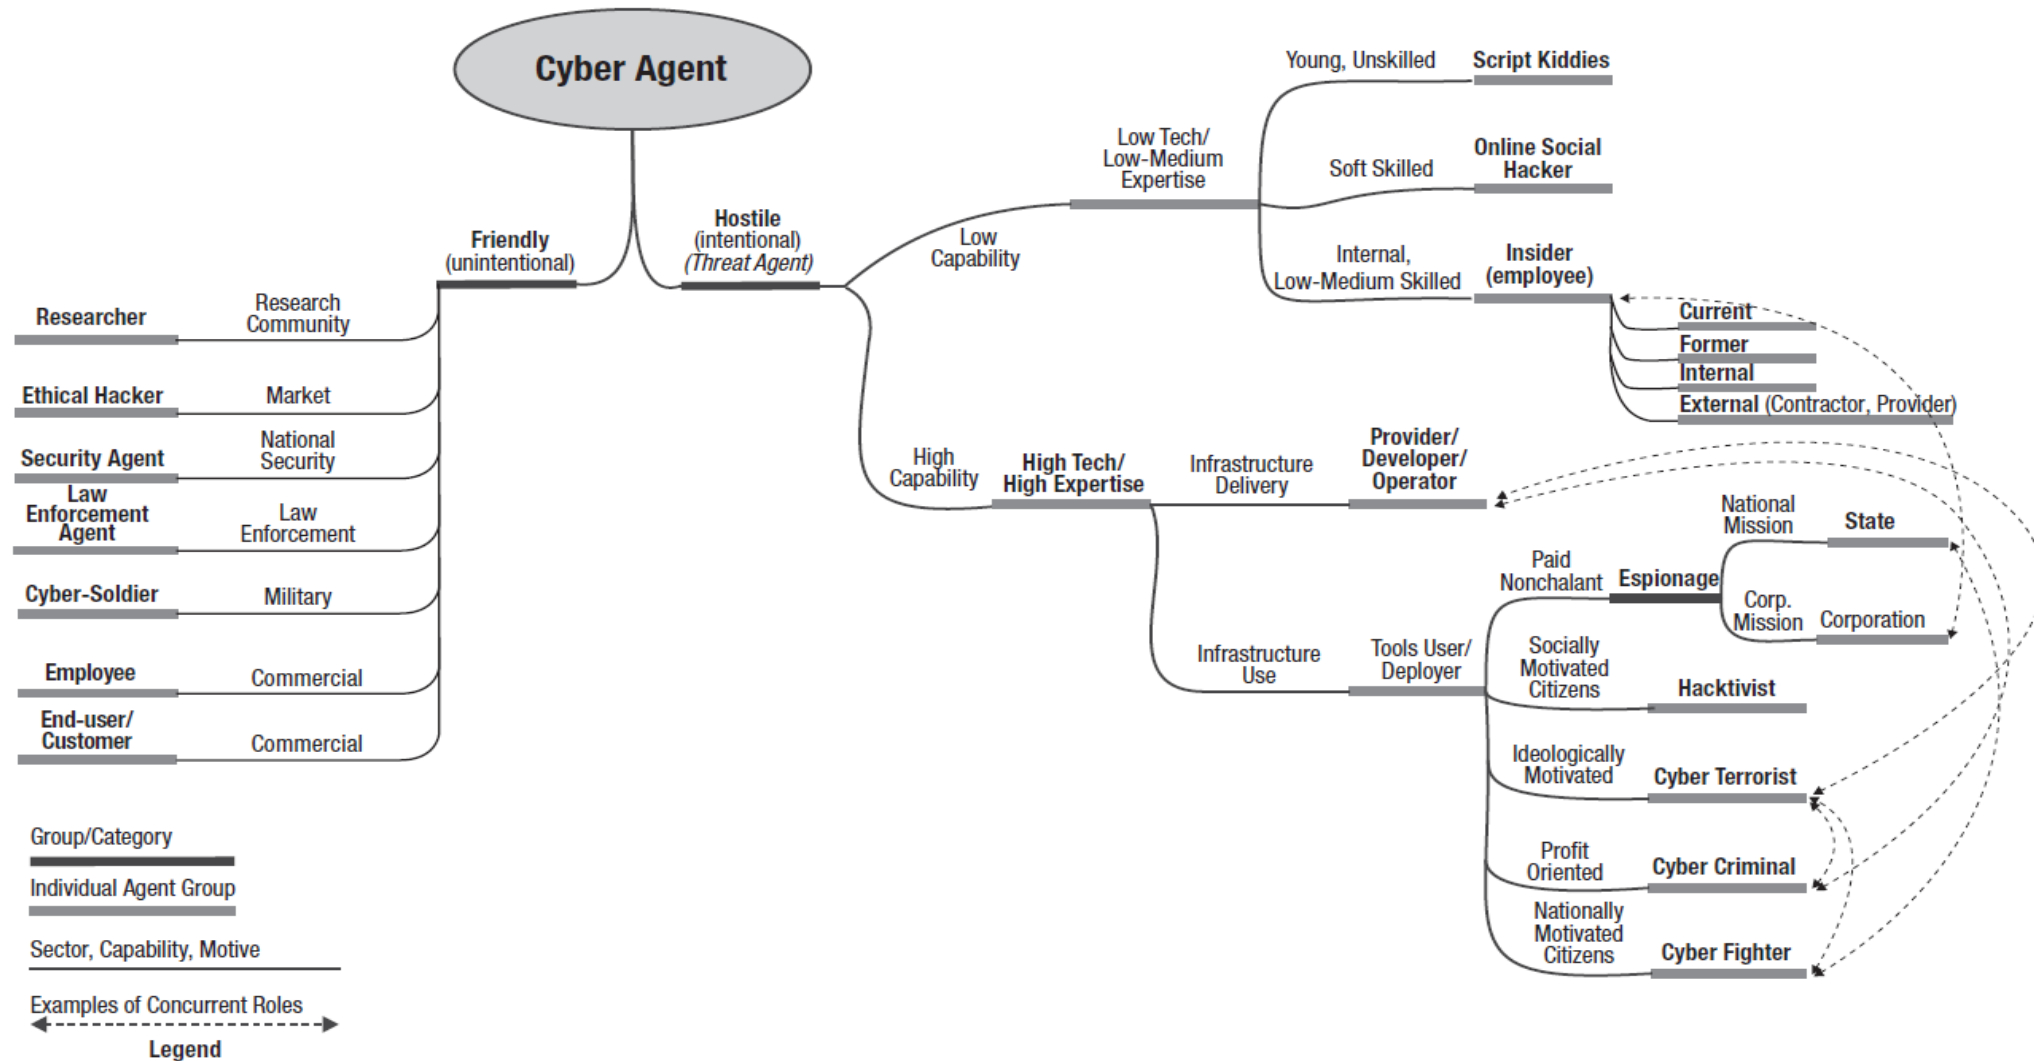 Cyber Agent
Friendly
(unintentional)
Hostile
(intentional)
(Threat Agent)
Researcher
Research
Community
Ethical Hacker
Market
Security Agent
National
Security
Law
Enforcement
Agent
Law
Enforcement
Cyber-Soldier
Military
Employee
Commercial
End-user/
Customer
Commercial
Low
Capability
Low Tech/
Low-Medium
Expertise
Young, Unskilled
Script Kiddies
Soft Skilled
Online Social
Hacker
Internal,
Low-Medium Skilled
Insider
(employee)
Current
Former
Internal
External (Contractor, Provider)
High
Capability
High Tech/
High Expertise
Infrastructure
Delivery
Provider/
Developer/
Operator
Infrastructure
Use
Tools User/
Deployer
Paid
Nonchalant
Espionage
National
Mission
State
Corp.
Mission
Corporation
Socially
Motivated
Citizens
Hacktivist
Ideologically
Motivated
Cyber Terrorist
Profit
Oriented
Cyber Criminal
Nationally
Motivated
Citizens
Cyber Fighter
Group/Category
Individual Agent Group
Sector, Capability, Motive
Examples of Concurrent Roles
Legend